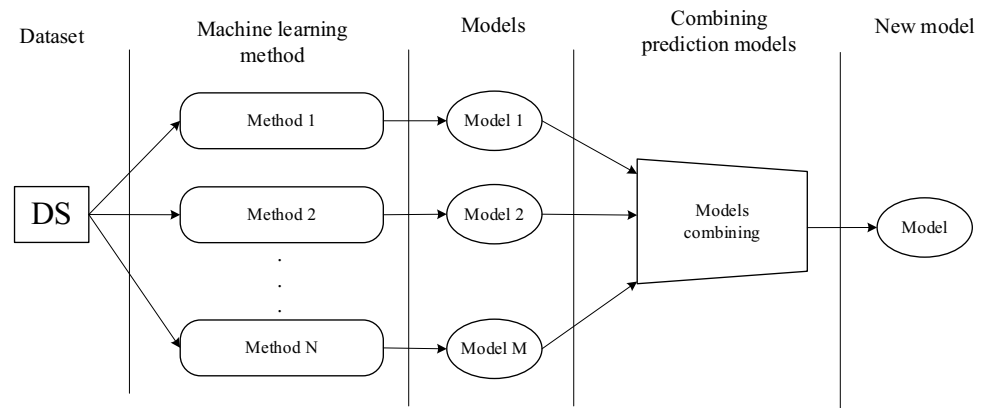 Dataset
Machine learning
method
Models
Combining
prediction models
New model
Method 1
Model 1
DS
Method 2
Model 2
Models
combining
Model
.
.
.
Method N
Model M